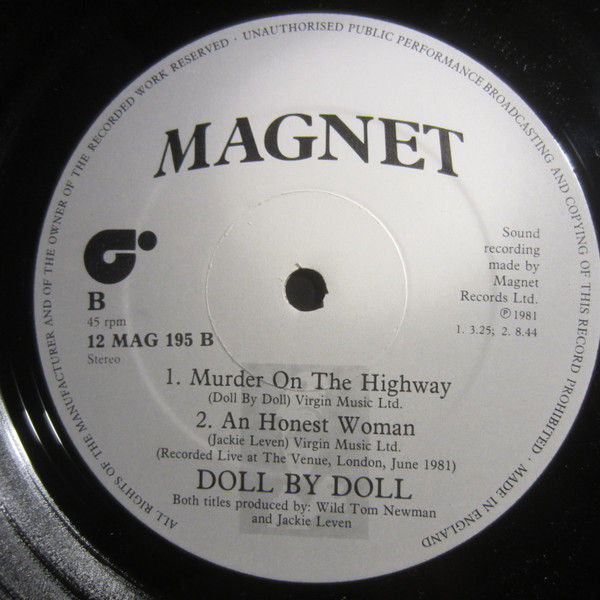 ALL RIGHTS OF THE MANUFACTURER AND OF THE OWNER OF THE RECORDED WORK RESERVED · UNAUTHORISED PUBLIC PERFORMANCE BROADCASTING AND COPYING OF THIS RECORD PROHIBITED · MADE IN ENGLAND
MAGNET
Sound
recording
made by
Magnet
Records Ltd.
℗ 1981
1. 3.25; 2. 8.44
B
45 rpm
12 MAG 195 B
Stereo
1. Murder On The Highway
(Doll By Doll) Virgin Music Ltd.
2. An Honest Woman
(Jackie Leven) Virgin Music Ltd.
(Recorded Live at The Venue, London, June 1981)
DOLL BY DOLL
Both titles produced by: Wild Tom Newman
and Jackie Leven